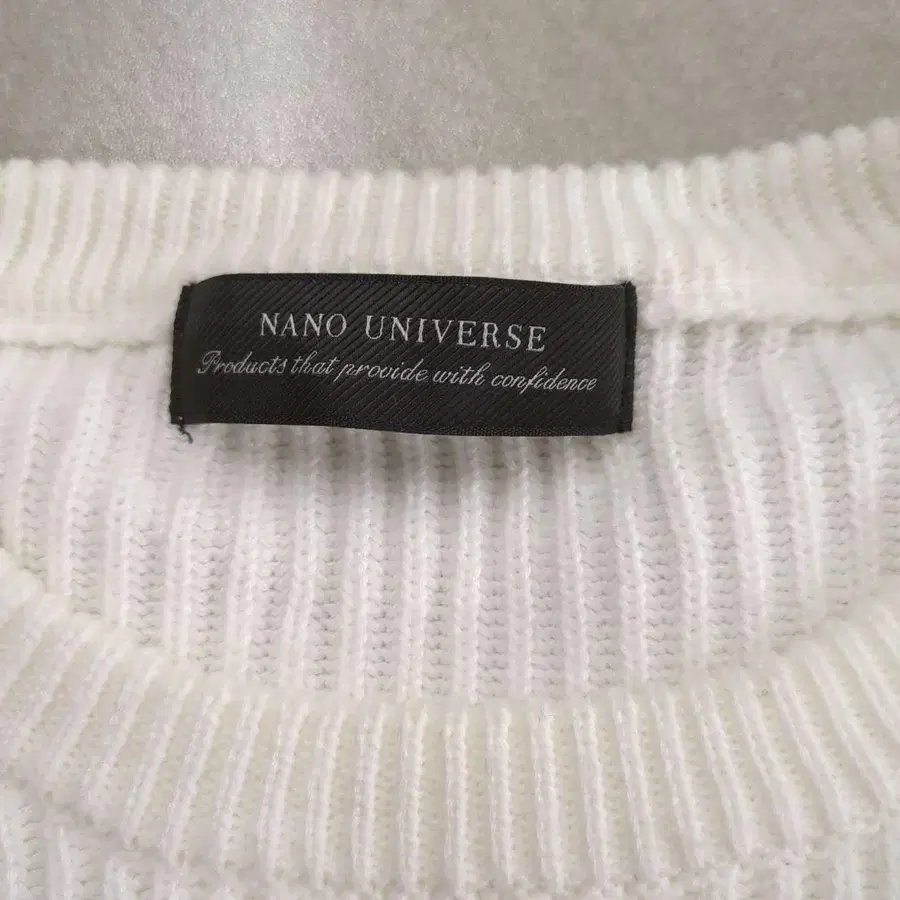 NANO UNIVERSE
Products that provide with confidence